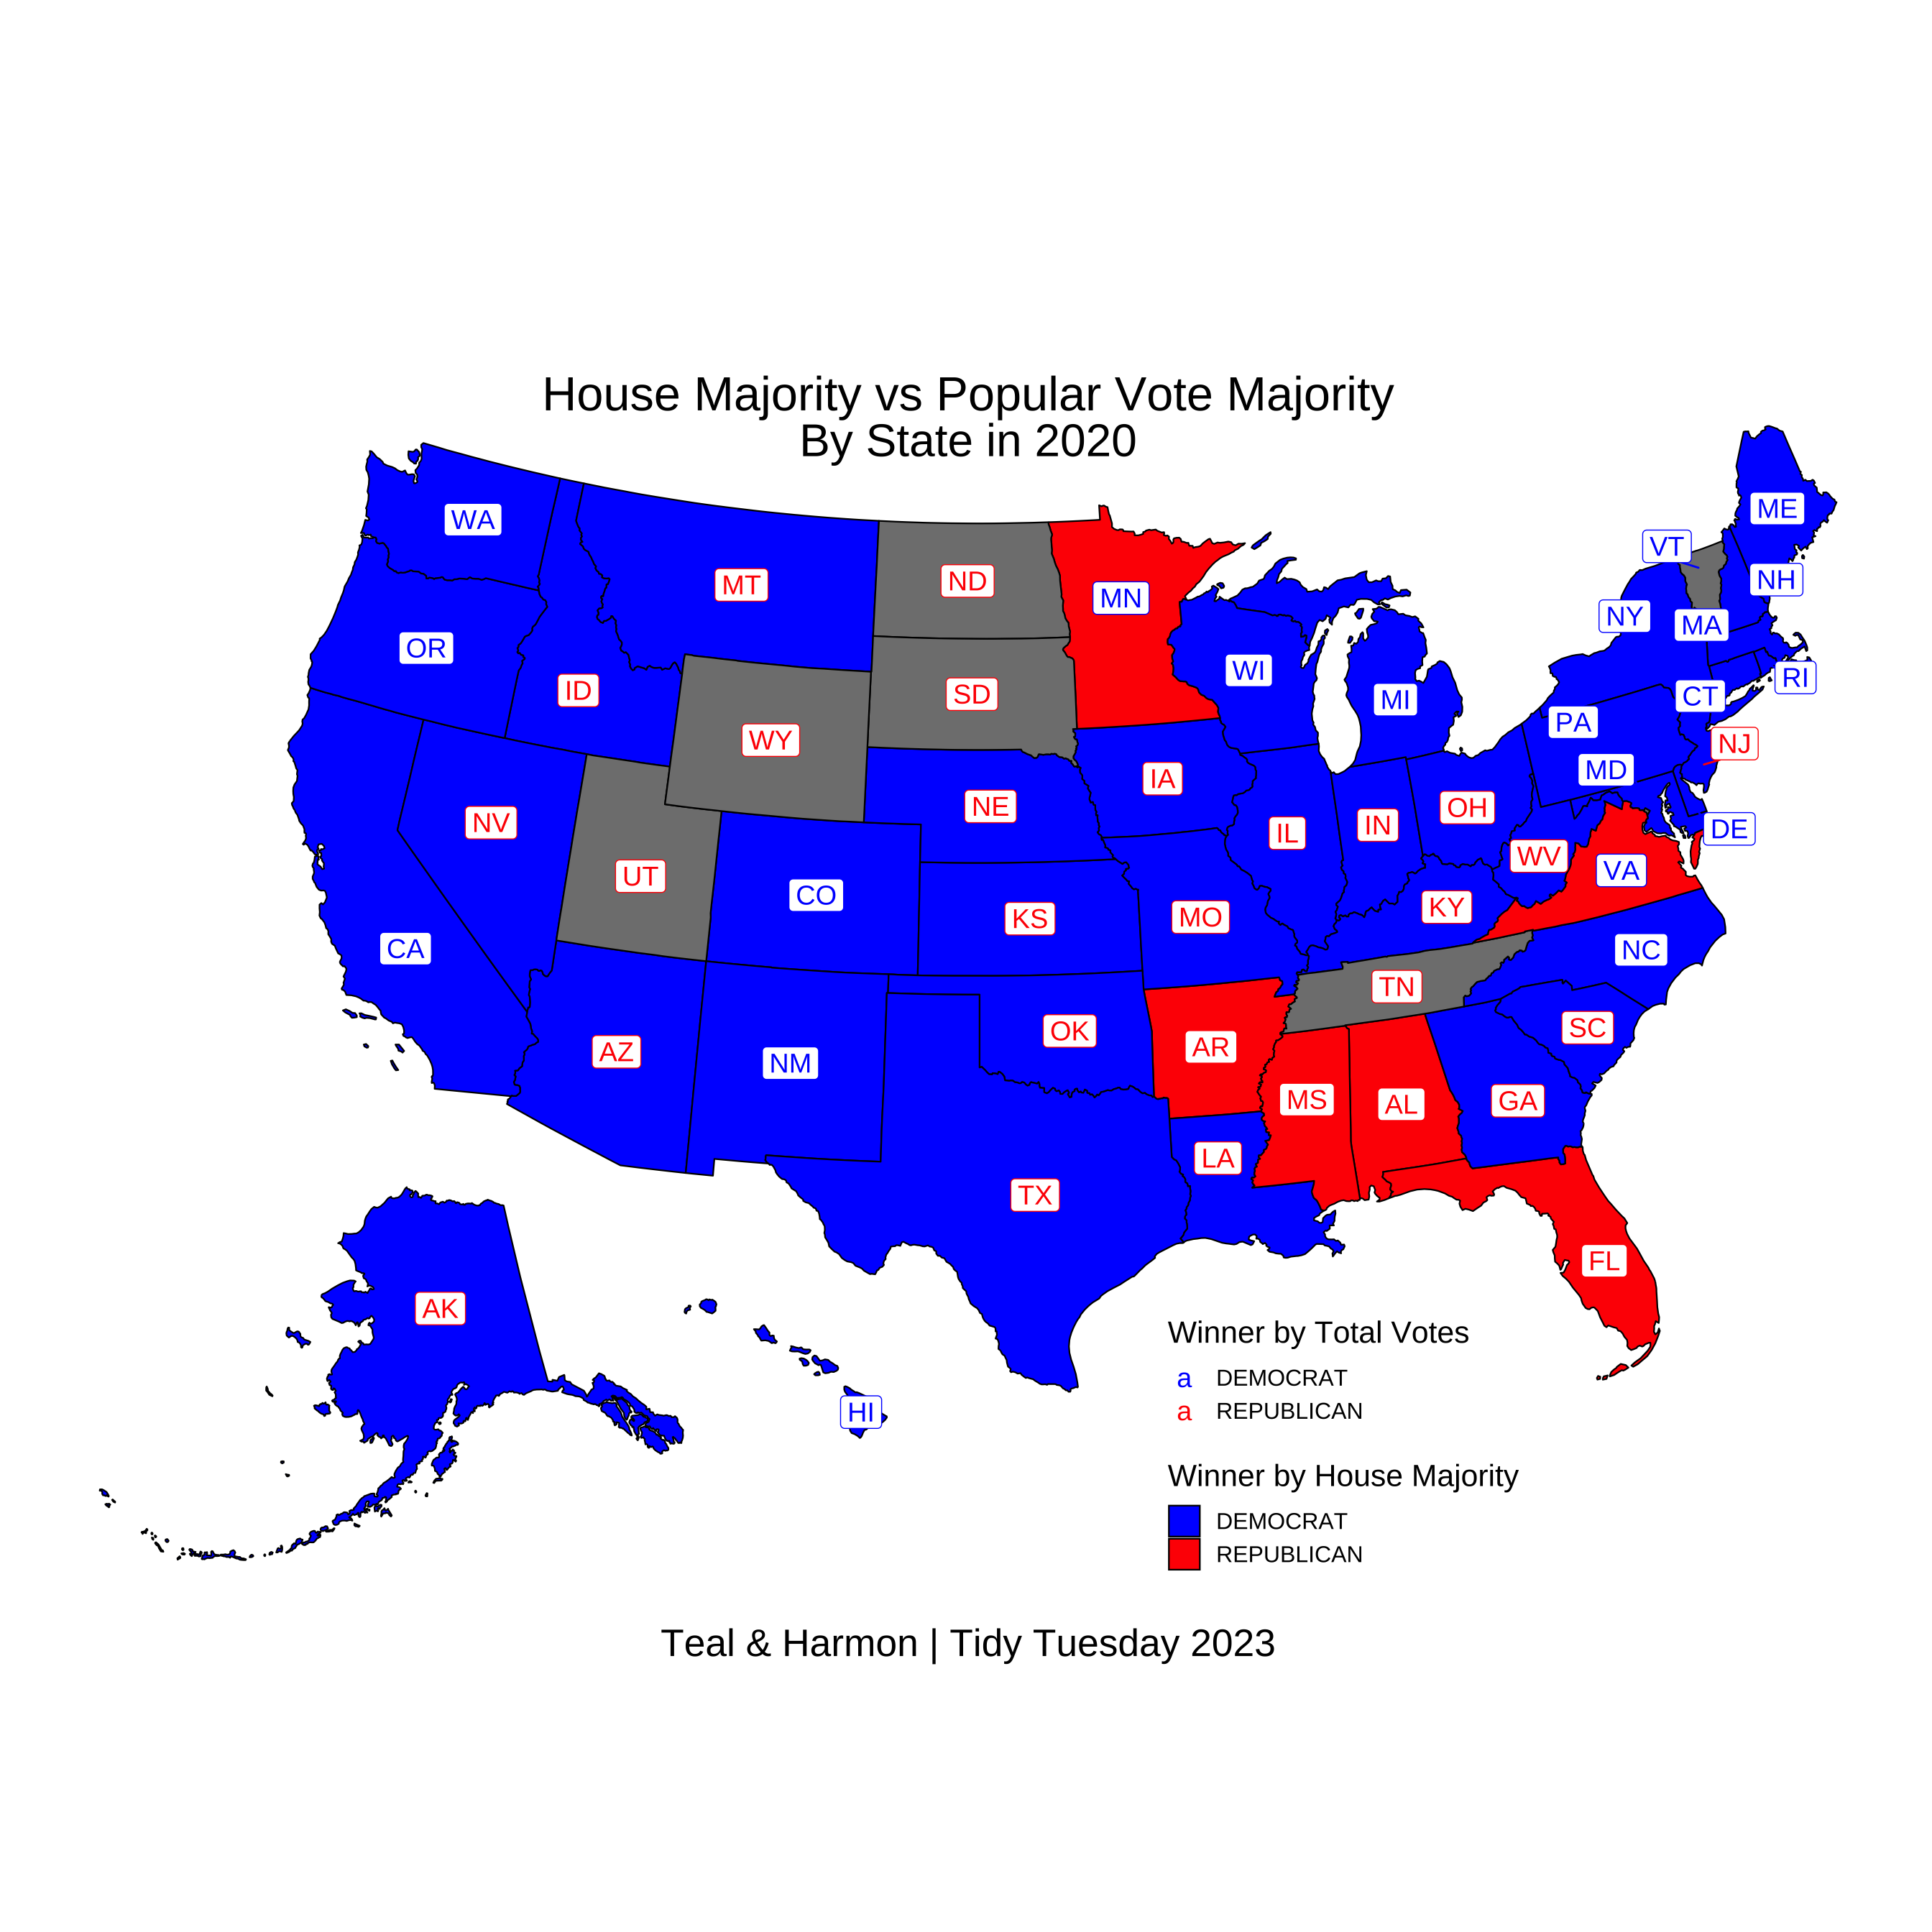 House Majority vs Popular Vote Majority
By State in 2020
ME
WA
VT
NH
ND
MT
MN
NY
MA
OR
WI
RI
ID
SD
MI
CT
PA
WY
NJ
MD
IA
NE
OH
NV
IL
IN
DE
WV
VA
UT
CO
KS
MO
KY
CA
NC
TN
SC
OK
AZ
NM
AR
MS
AL
GA
LA
TX
FL
AK
HI
Winner by Total Votes
a DEMOCRAT
a REPUBLICAN
Winner by House Majority
DEMOCRAT
REPUBLICAN
Teal & Harmon | Tidy Tuesday 2023